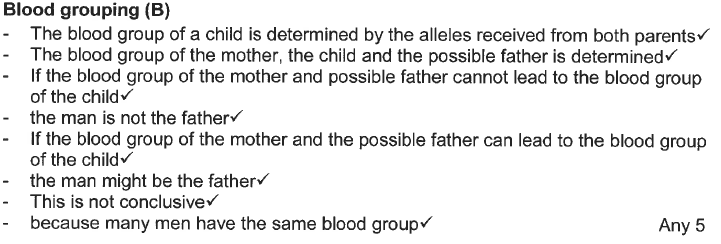 Blood grouping (B)
- The blood group of a child is determined by the alleles received from both parents✓
- The blood group of the mother, the child and the possible father is determined✓
- If the blood group of the mother and possible father cannot lead to the blood group
of the child✓
- the man is not the father✓
- If the blood group of the mother and the possible father can lead to the blood group
of the child✓
- the man might be the father✓
- This is not conclusive✓
- because many men have the same blood group✓ Any 5